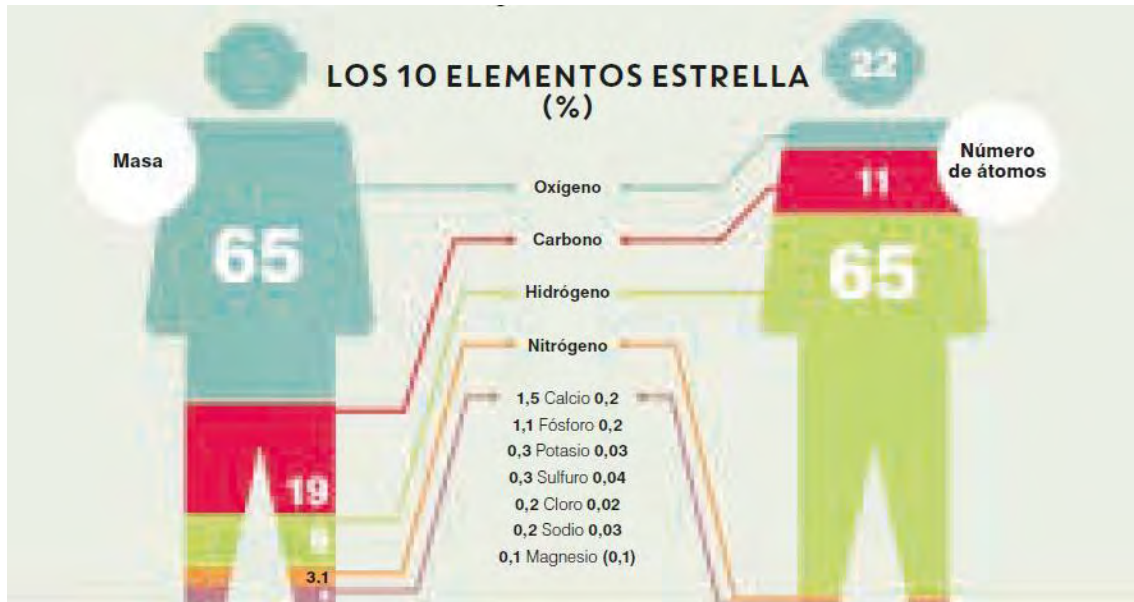 LOS 10 ELEMENTOS ESTRELLA
(%)
22
Masa
Número
de átomos
Oxígeno
11
Carbono
65
65
Hidrógeno
Nitrógeno
1,5 Calcio 0,2
1,1 Fósforo 0,2
0,3 Potasio 0,03
0,3 Sulfuro 0,04
19
0,2 Cloro 0,02
0,2 Sodio 0,03
0,1 Magnesio (0,1)
3.1